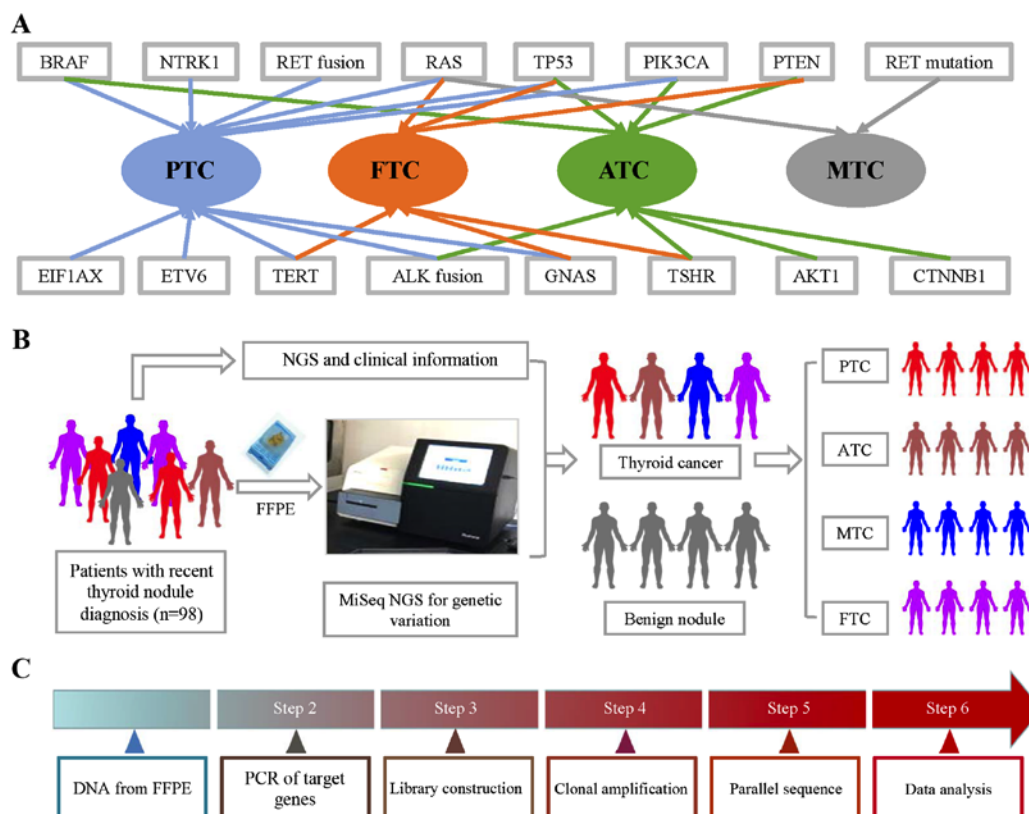 A
BRAF
NTRK1
RET fusion
RAS
TP53
PIK3CA
PTEN
RET mutation
PTC
FTC
ATC
MTC
EIF1AX
ETV6
TERT
ALK fusion
GNAS
TSHR
AKT1
CTNNB1
B
NGS and clinical information
FFPE
Patients with recent
thyroid nodule
diagnosis (n=98)
MiSeq NGS for genetic
variation
Thyroid cancer
Benign nodule
PTC
ATC
MTC
FTC
C
Step 2
Step 3
Step 4
Step 5
Step 6
DNA from FFPE
PCR of target
genes
Library construction
Clonal amplification
Parallel sequence
Data analysis